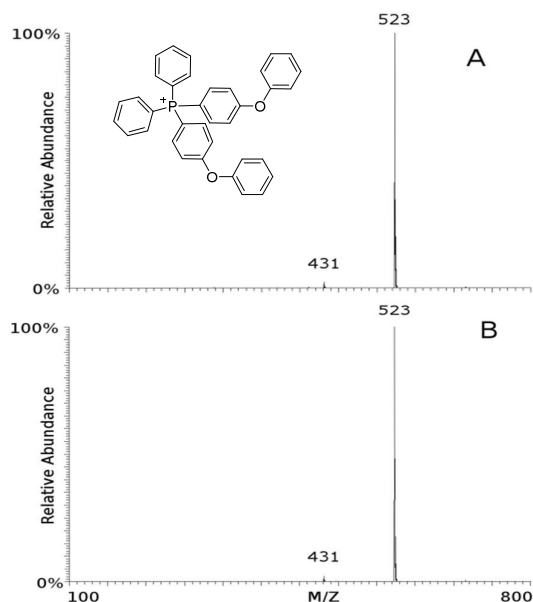 523
100%
A
+
P
O
O
Relative Abundance
431
0%
523
100%
B
Relative Abundance
431
0%
100 M/Z 800